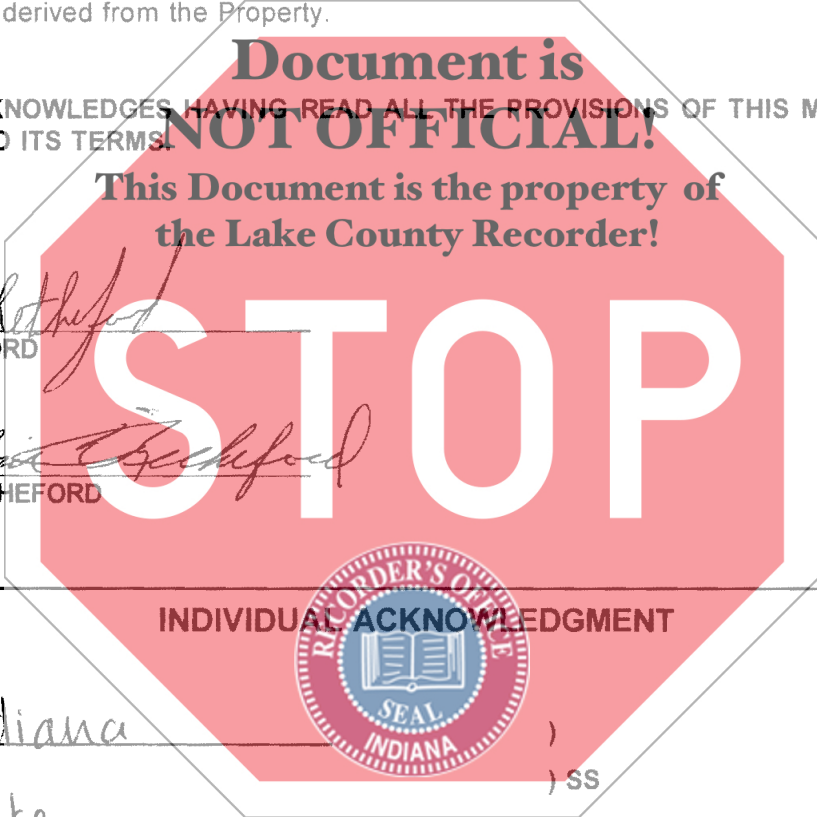 derived from the Property.
Document is
KNOWLEDGES HAVING READ ALL THE PROVISIONS OF THIS M
NOT OFFICIAL!
O ITS TERMS.
This Document is the property of
the Lake County Recorder!
RD
STOP
HEFORD
RECORDER'S OFFICE
INDIVIDUAL ACKNOWLEDGMENT
SEAL
INDIANA
diana )
) SS